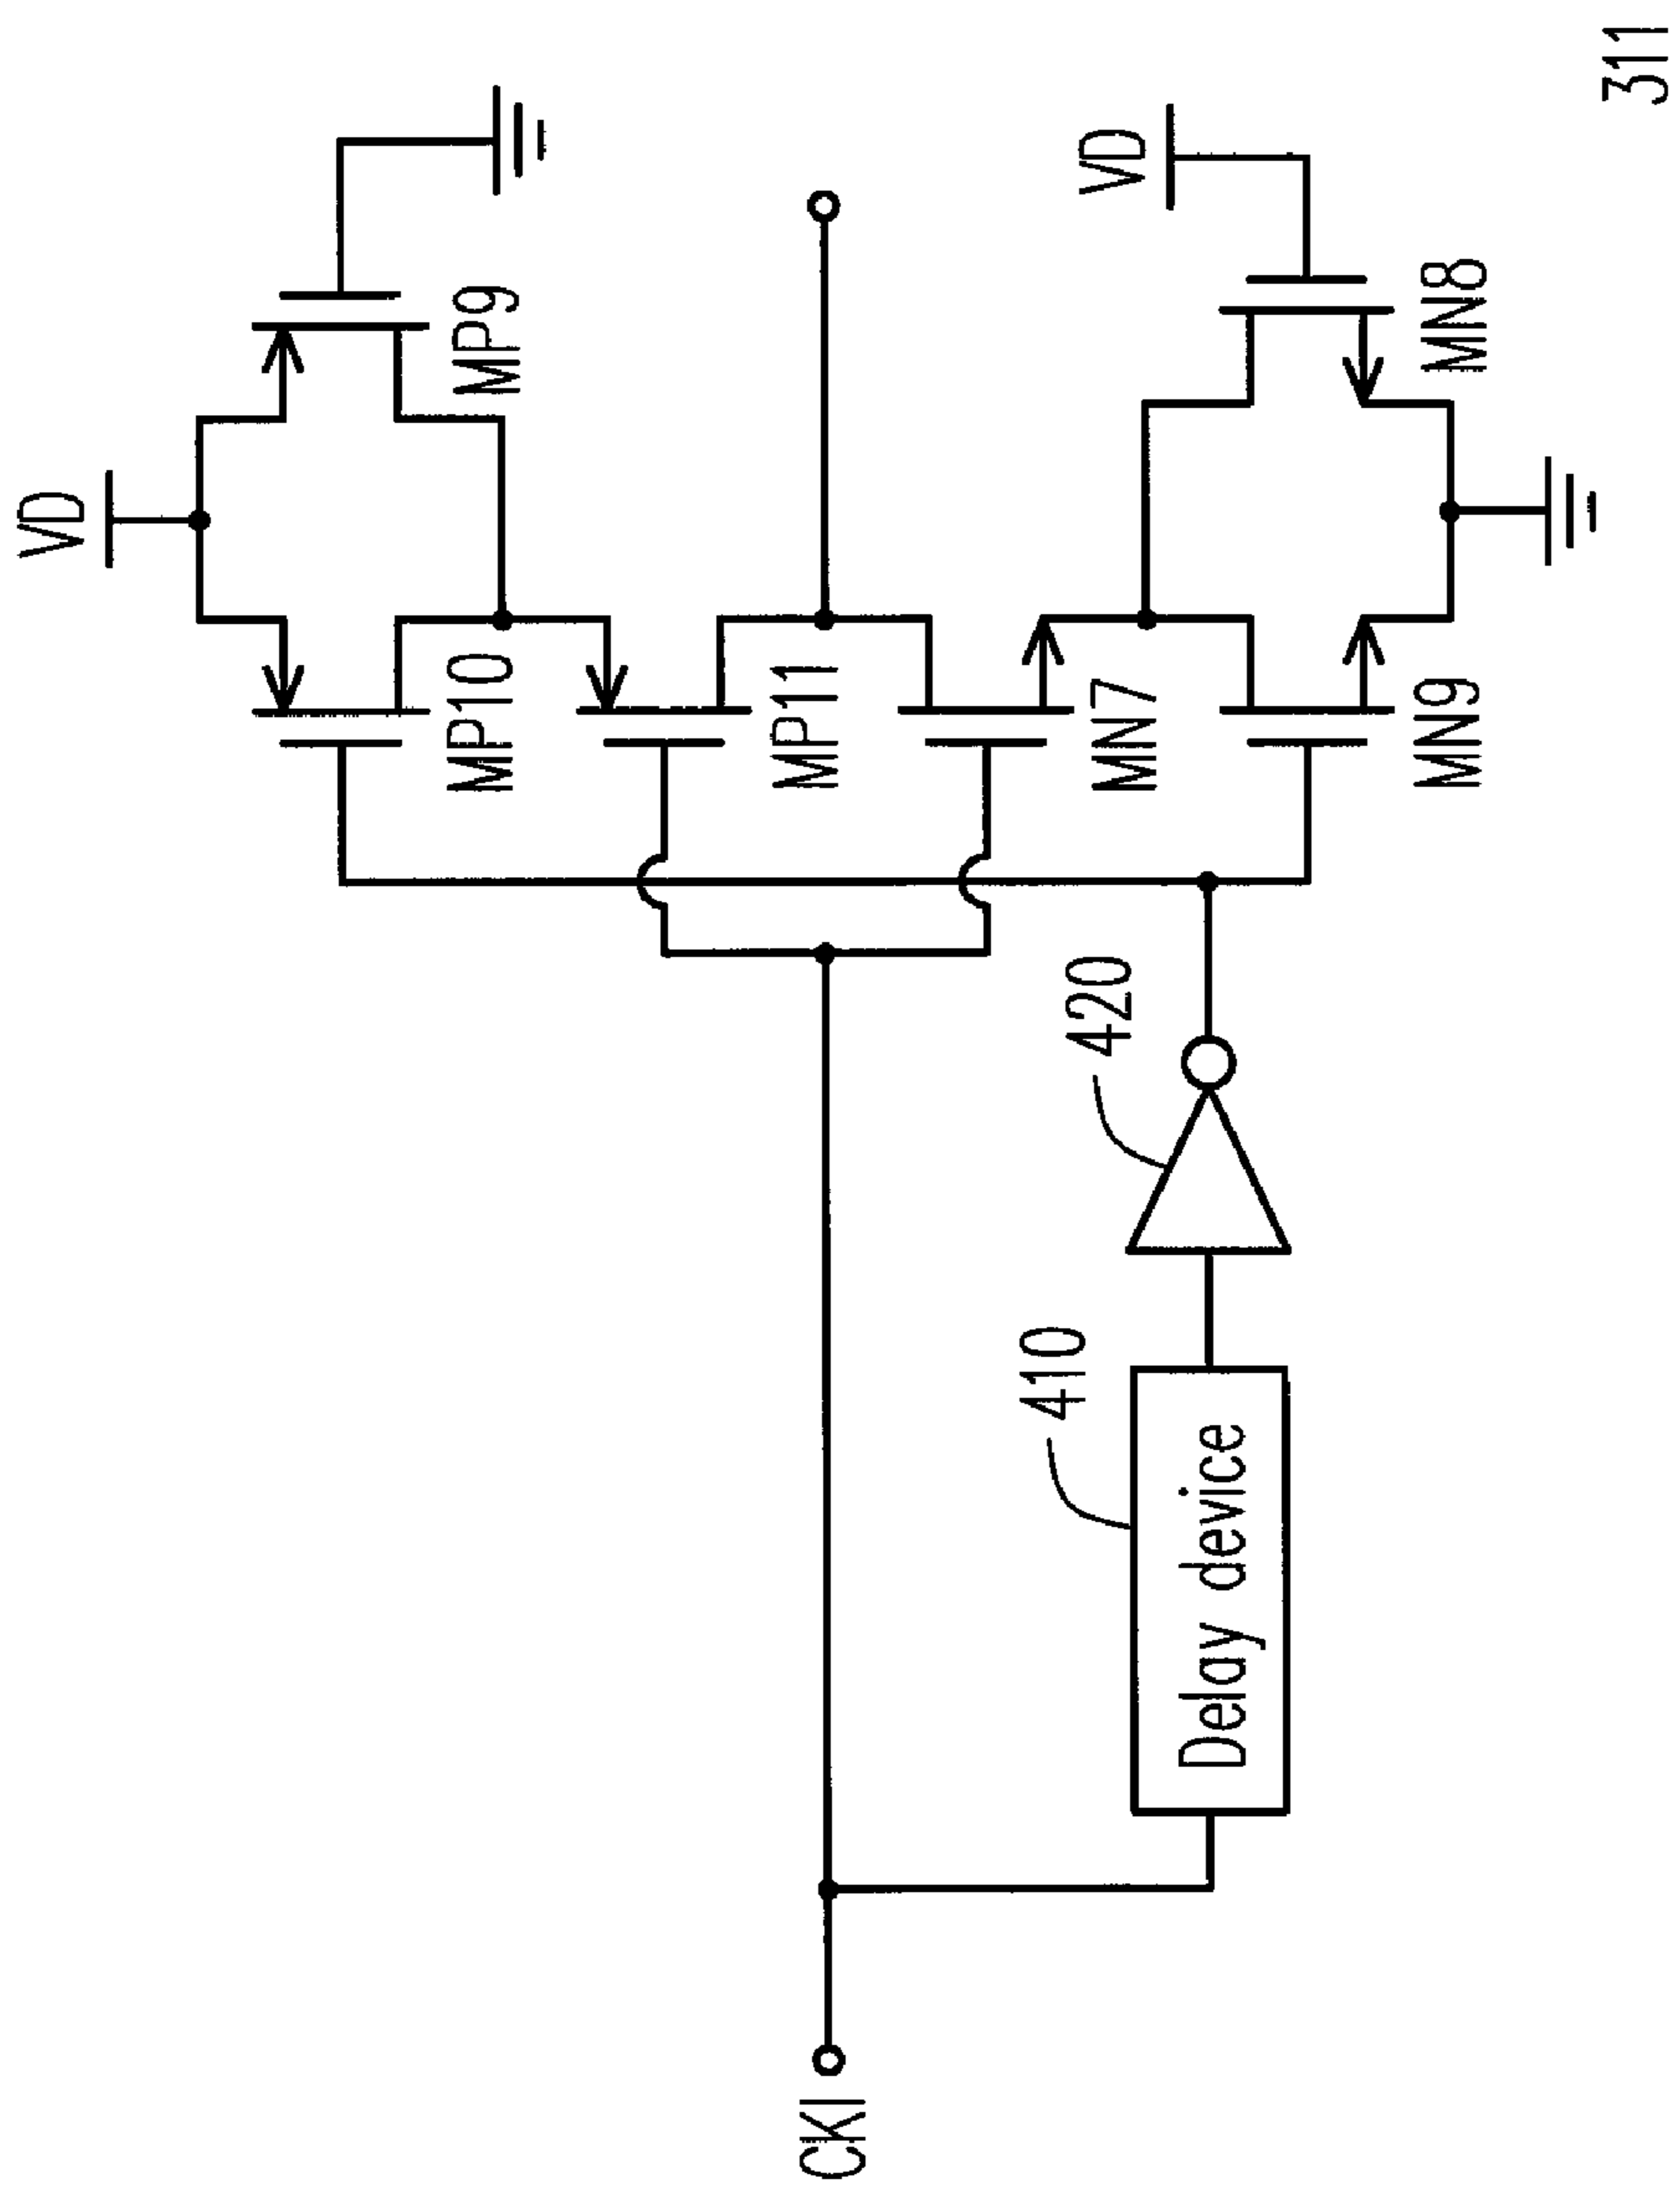 VD
MP9
MP10
MP11
VD
MN7
MN8
MN9
CKI
420
410
Delay device
311